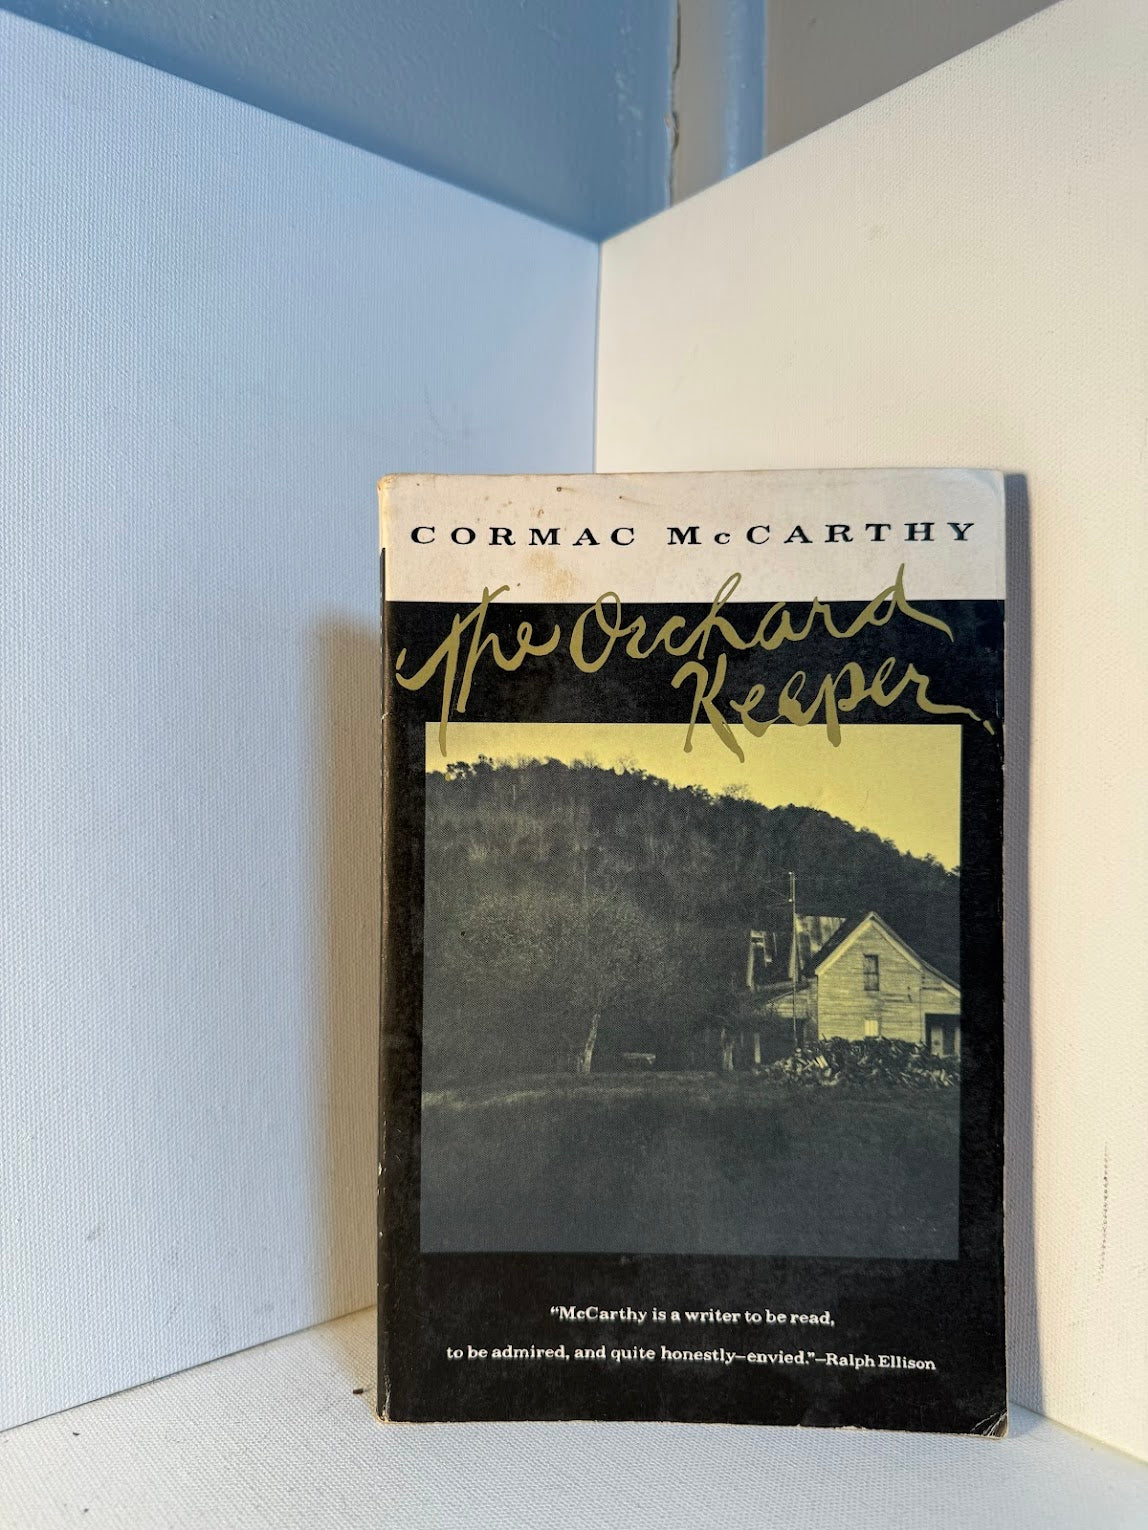 CORMAC McCARTHY
The Orchard
Keeper
“McCarthy is a writer to be read,
to be admired, and quite honestly—envied.”—Ralph Ellison